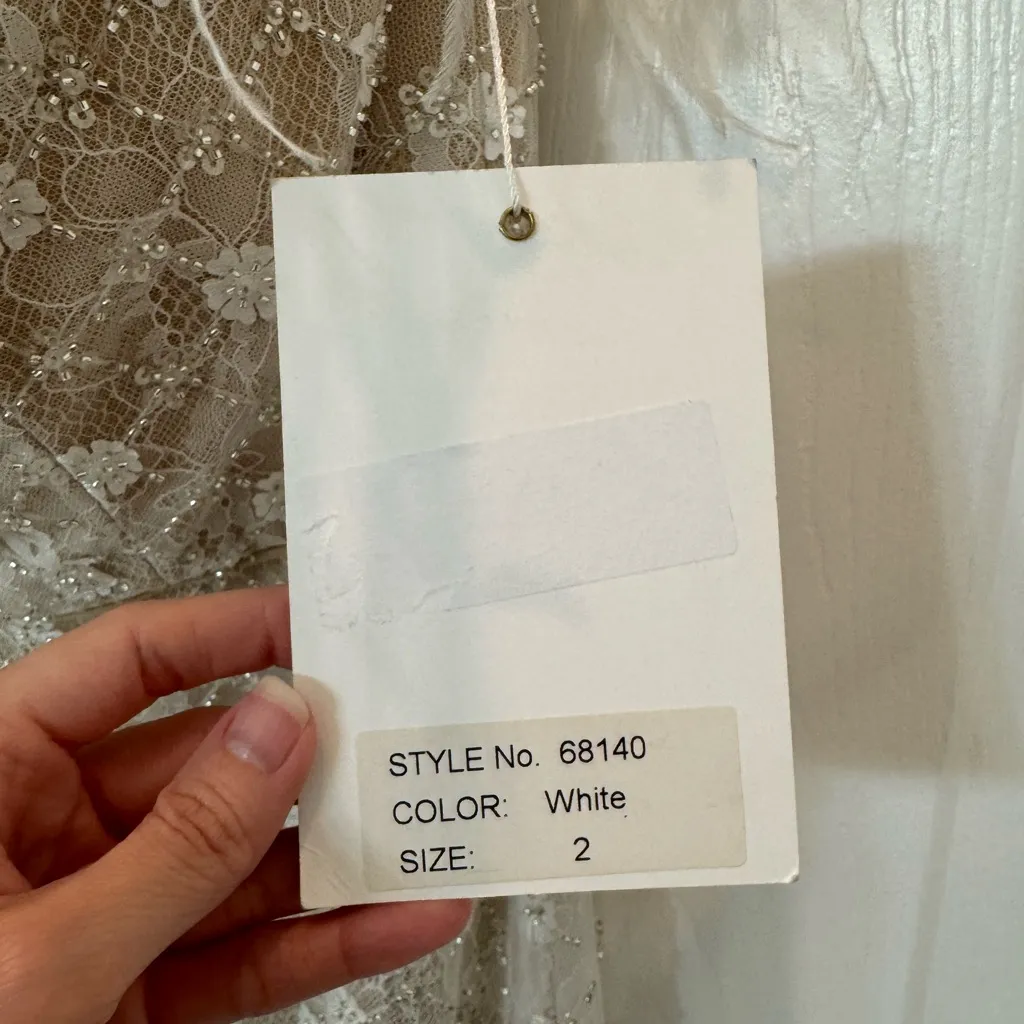 STYLE No. 68140
COLOR: White
SIZE: 2